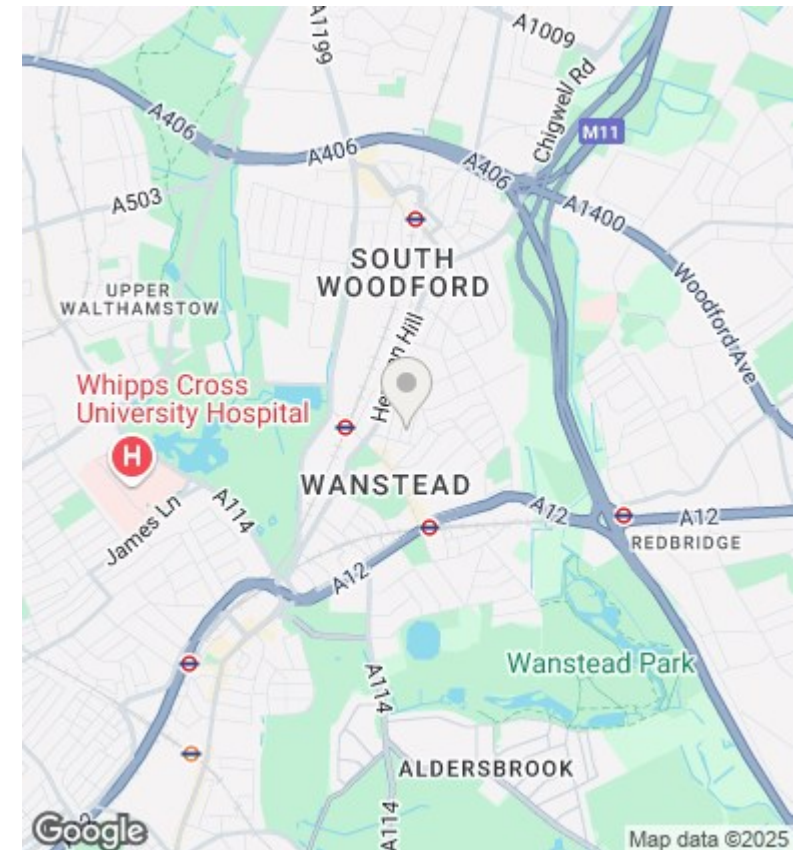 A1199
A1009
Chigwell Rd
A406
M11
A406
A406
A503
A1400
SOUTH
WOODFORD
UPPER
WALTHAMSTOW
Woodford Ave
Whipps Cross
University Hospital
H
WANSTEAD
A114
James Ln
A12
A12
REDBRIDGE
A12
Wanstead Park
A114
ALDERSBROOK
A114
Google
Map data ©2025